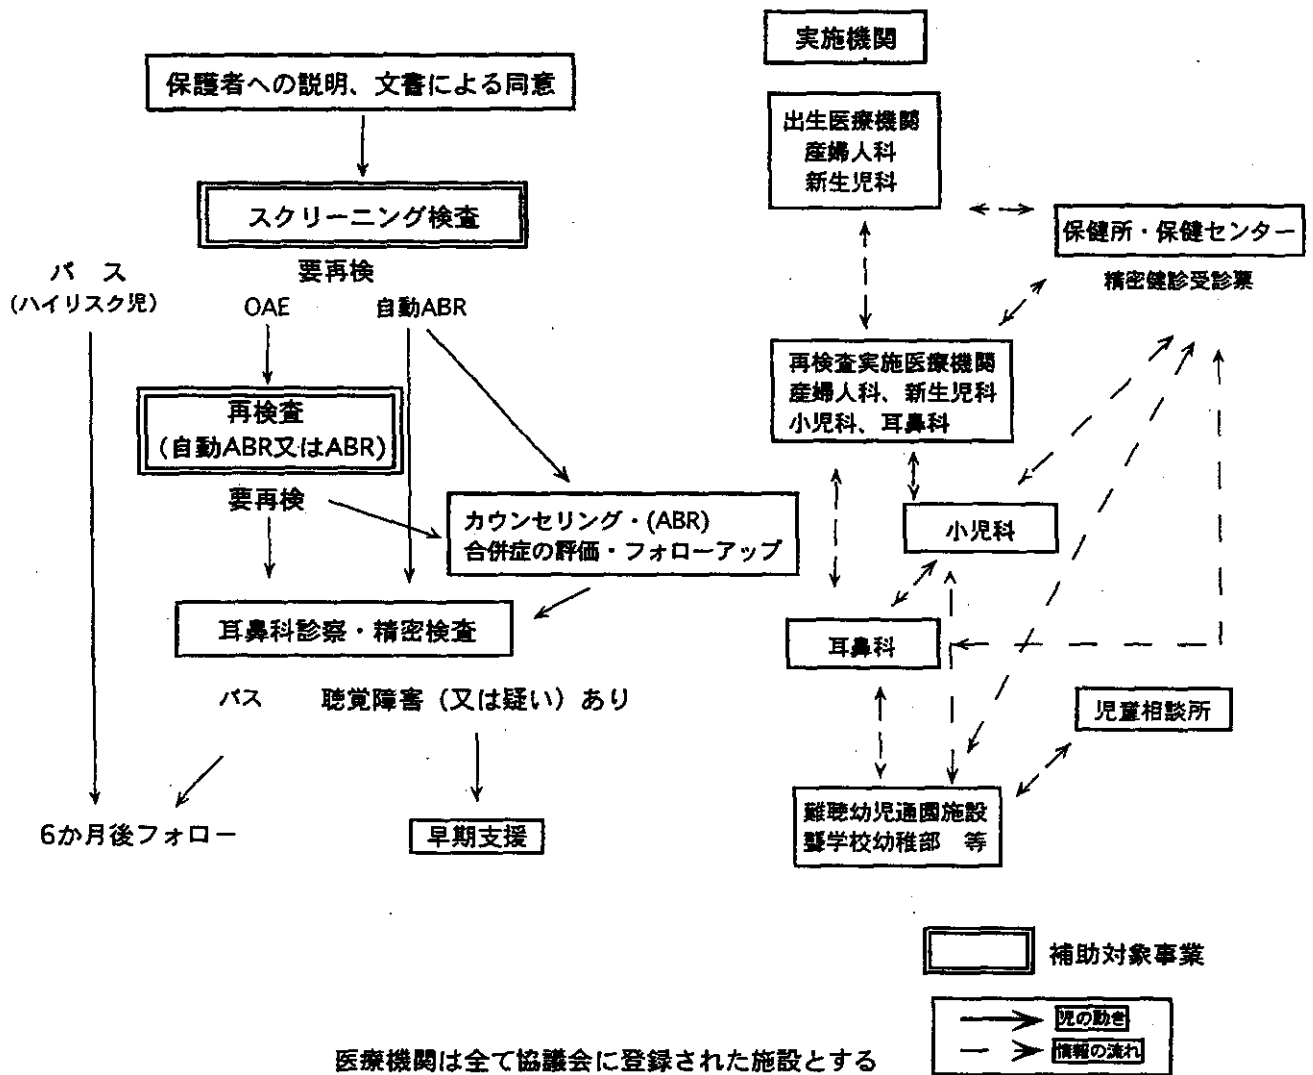 実施機関
保護者への説明、文書による同意
出生医療機関
産婦人科
新生児科
スクリーニング検査
保健所・保健センター
精密健診受診票
パス
(ハイリスク児)
要再検
OAE
自動ABR
再検査実施医療機関
産婦人科、新生児科
小児科、耳鼻科
再検査
(自動ABR又はABR)
要再検
カウンセリング・(ABR)
合併症の評価・フォローアップ
小児科
耳鼻科診察・精密検査
耳鼻科
パス
聴覚障害（又は疑い）あり
児童相談所
6か月後フォロー
早期支援
難聴幼児通園施設
聾学校幼稚部 等
補助対象事業
児の動き
情報の流れ
医療機関は全て協議会に登録された施設とする